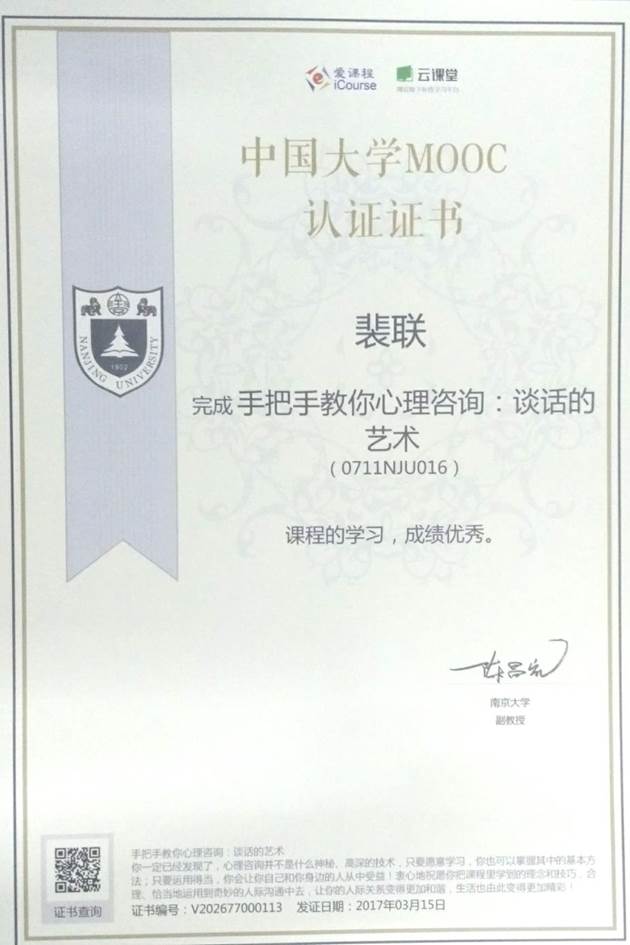 爱课程
iCourse
云课堂
中国大学MOOC
认证证书
NANJING UNIVERSITY
1902
裴联
完成 手把手教你心理咨询：谈话的
艺术
（0711NJU016）
课程的学习，成绩优秀。
南京大学
副教授
手把手教你心理咨询：谈话的艺术
你一定已经发现了，心理咨询并不是什么神秘、高深的技术，只要愿意学习，你也可以掌握其中的基本方
法；只要运用得当，你会让你自己和你身边的人从中受益！衷心地祝愿你把课程里学到的理念和技巧，合
理、恰当地运用到奇妙的人际沟通中去，让你的人际关系变得更加和谐，生活也由此变得更加精彩！
证书查询
证书编号：V202677000113 发证日期：2017年03月15日